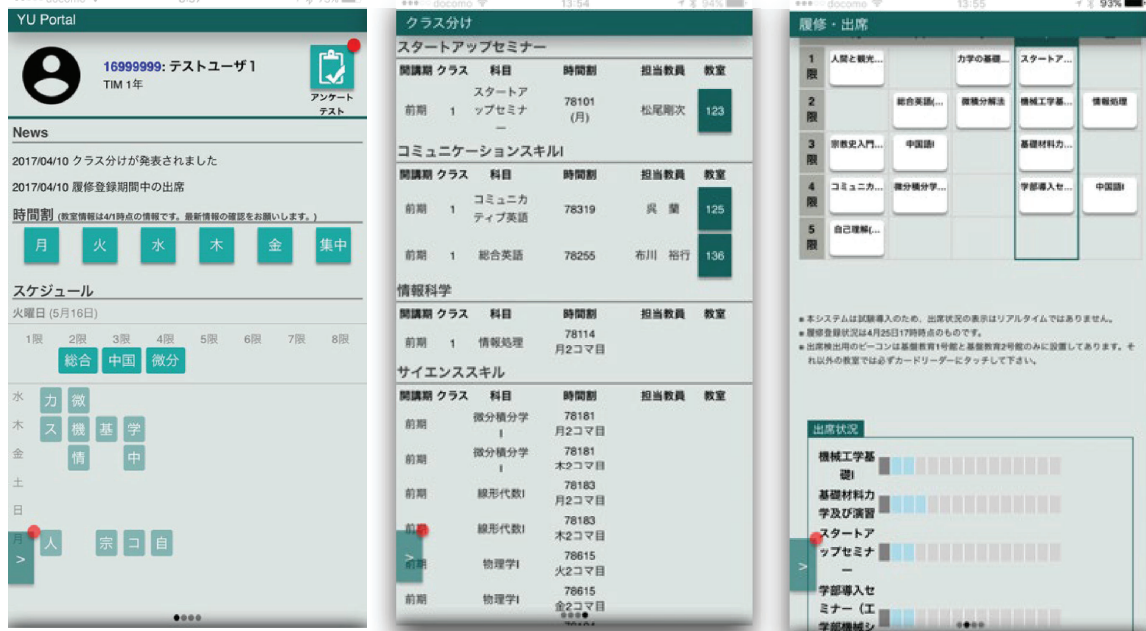 docomo
YU Portal
16999999: テストユーザ1
TIM 1年
アンケート
テスト
News
2017/04/10 クラス分けが発表されました
2017/04/10 履修登録期間中の出席
時間割 (教室情報は4/1時点の情報です。最新情報の確認をお願いします。)
月 火 水 木 金 集中
スケジュール
火曜日 (5月16日)
1限 2限 3限 4限 5限 6限 7限 8限
総合 中国 微分
水 力 微
木 ス 機 基 学
金 情 中
土
日
月 人 宗 コ 自
>
docomo 13:54 94%
クラス分け
スタートアップセミナー
開講期 クラス 科目 時間割 担当教員 教室
前期 1 スタートア
ップセミナ
ー 78101
(月) 松尾剛次 123
コミュニケーションスキルI
開講期 クラス 科目 時間割 担当教員 教室
前期 1 コミュニカ
ティブ英語 78319 呉 蘭 125
前期 1 総合英語 78255 布川 裕行 136
情報科学
開講期 クラス 科目 時間割 担当教員 教室
前期 1 情報処理 78114
月2コマ目
サイエンススキル
開講期 クラス 科目 時間割 担当教員 教室
前期 微分積分学
I 78181
月2コマ目
前期 微分積分学
I 78181
木2コマ目
前期 線形代数I 78183
月2コマ目
前期 線形代数I 78183
木2コマ目
前期 物理学I 78615
火2コマ目
前期 物理学I 78615
金2コマ目
>
docomo 13:55 93%
履修・出席
1
限 人間と観光... 力学の基礎... スタートア...
2
限 総合英語(... 微積分解法 機械工学基... 情報処理
3
限 宗教史入門... 中国語I 基礎材料力...
4
限 コミュニカ... 微分積分学... 学部導入セ... 中国語I
5
限 自己理解(...
※本システムは試験導入のため、出席状況の表示はリアルタイムではありません。
※履修登録状況は4月25日17時時点のものです。
※出席検出用のビーコンは基盤教育1号館と基盤教育2号館のみに設置してあります。そ
れ以外の教室では必ずカードリーダーにタッチして下さい。
出席状況
機械工学基
礎I
基礎材料力
学及び演習
スタートア
ップセミナ
ー
学部導入セ
ミナー（工
学部機械シ
>